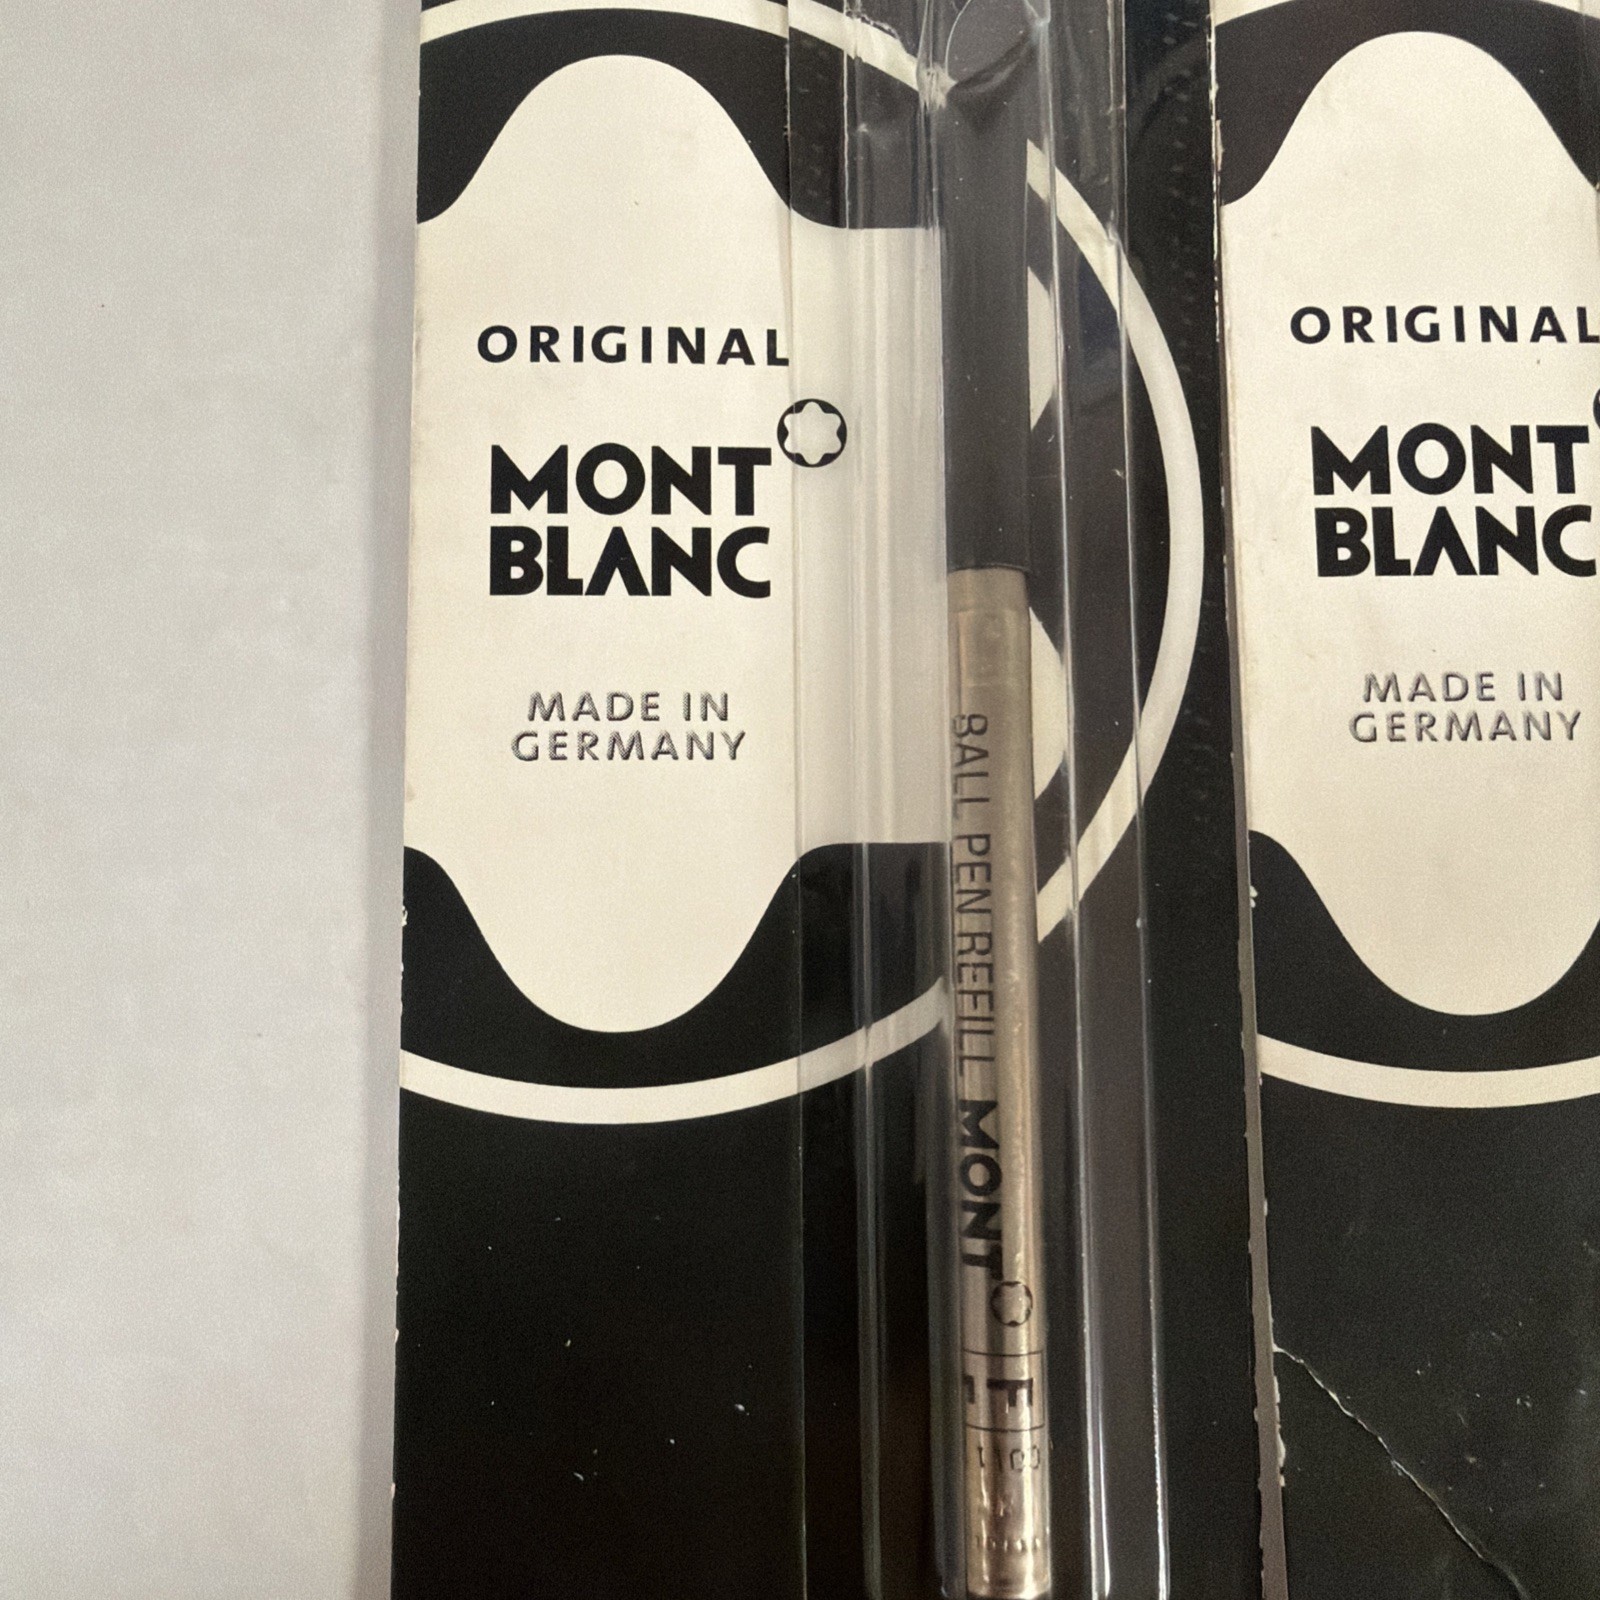 ORIGINAL
MONT
BLANC
MADE IN
GERMANY
BALL PEN REFILL MONT
F
ORIGINAL
MONT
BLANC
MADE IN
GERMANY